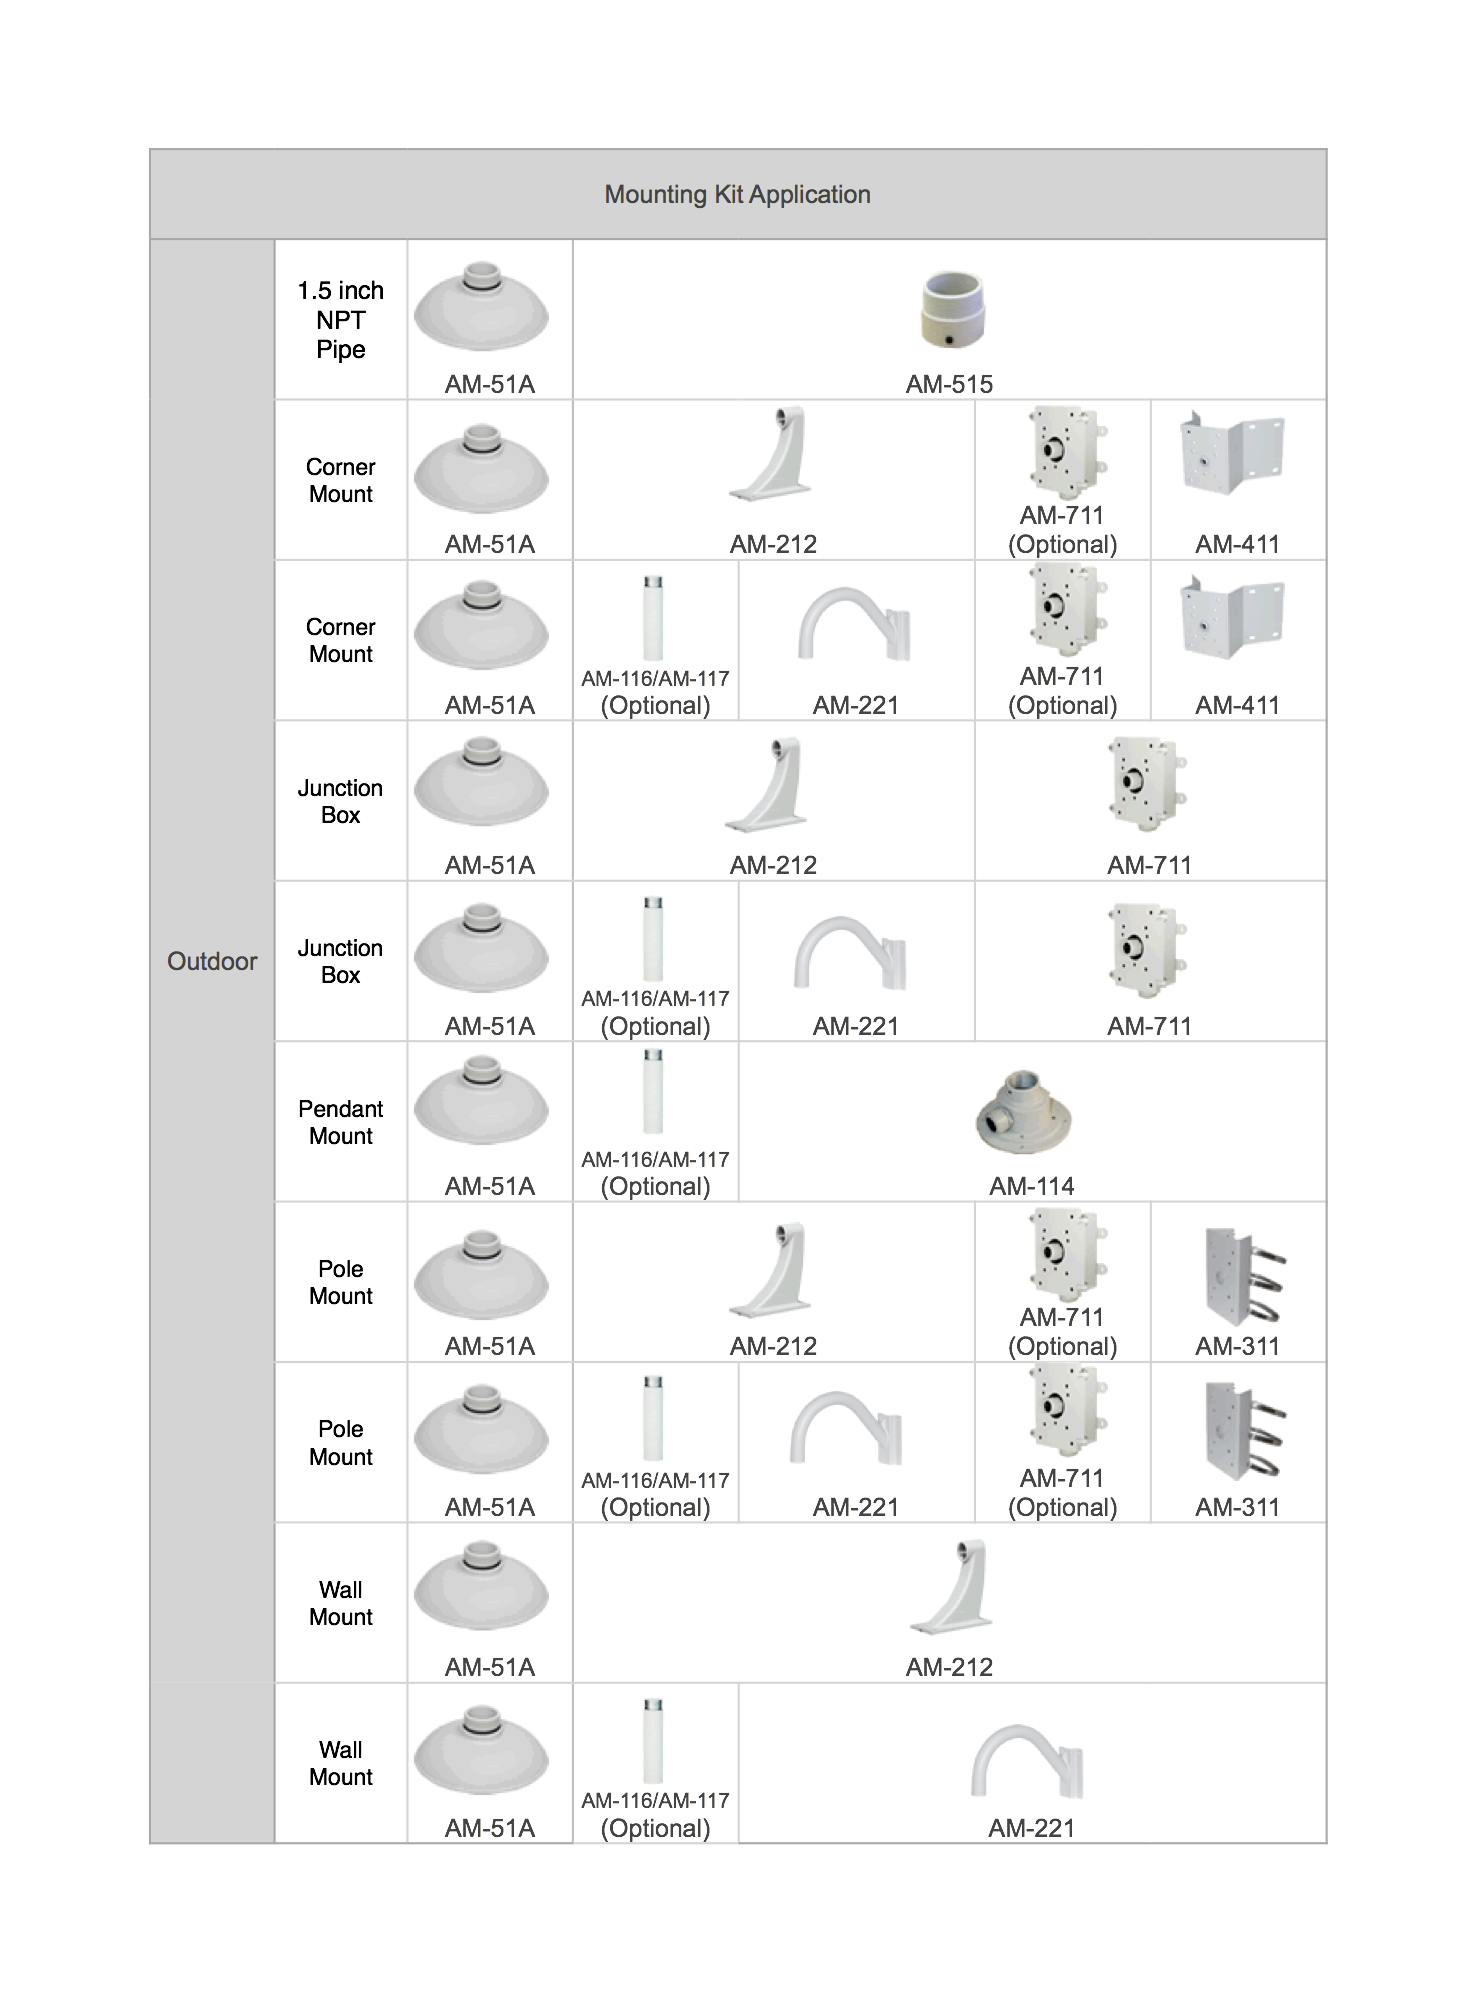 Mounting Kit Application
Outdoor
1.5 inch
NPT
Pipe
AM-51A
AM-515
Corner
Mount
AM-51A
AM-212
AM-711
(Optional)
AM-411
Corner
Mount
AM-51A
AM-116/AM-117
(Optional)
AM-221
AM-711
(Optional)
AM-411
Junction
Box
AM-51A
AM-212
AM-711
Junction
Box
AM-51A
AM-116/AM-117
(Optional)
AM-221
AM-711
Pendant
Mount
AM-51A
AM-116/AM-117
(Optional)
AM-114
Pole
Mount
AM-51A
AM-212
AM-711
(Optional)
AM-311
Pole
Mount
AM-51A
AM-116/AM-117
(Optional)
AM-221
AM-711
(Optional)
AM-311
Wall
Mount
AM-51A
AM-212
Wall
Mount
AM-51A
AM-116/AM-117
(Optional)
AM-221